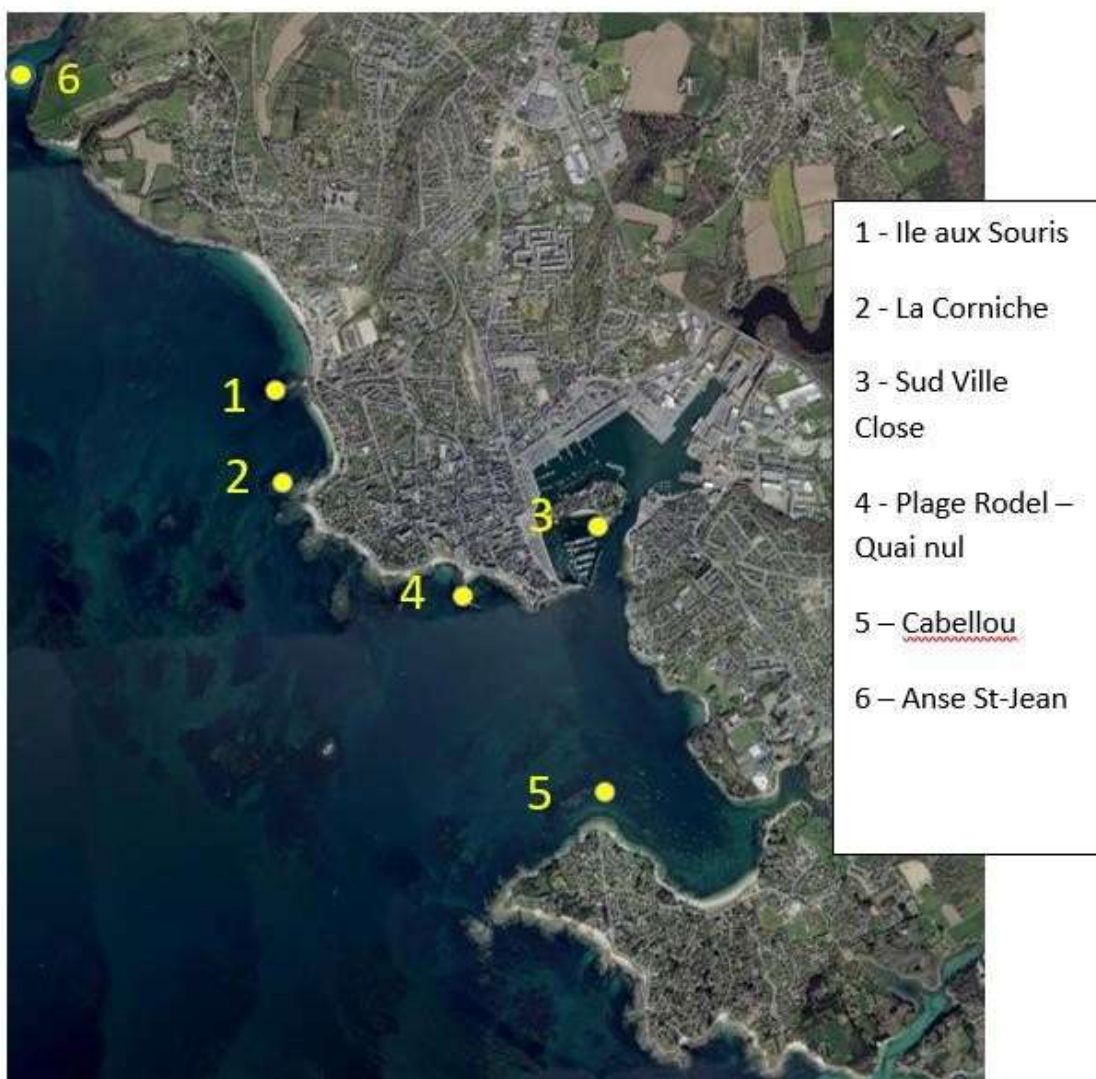 6
1
2
3
4
5
1 - Ile aux Souris
2 - La Corniche
3 - Sud Ville
Close
4 - Plage Rodel –
Quai nul
5 – Cabellou
6 – Anse St-Jean